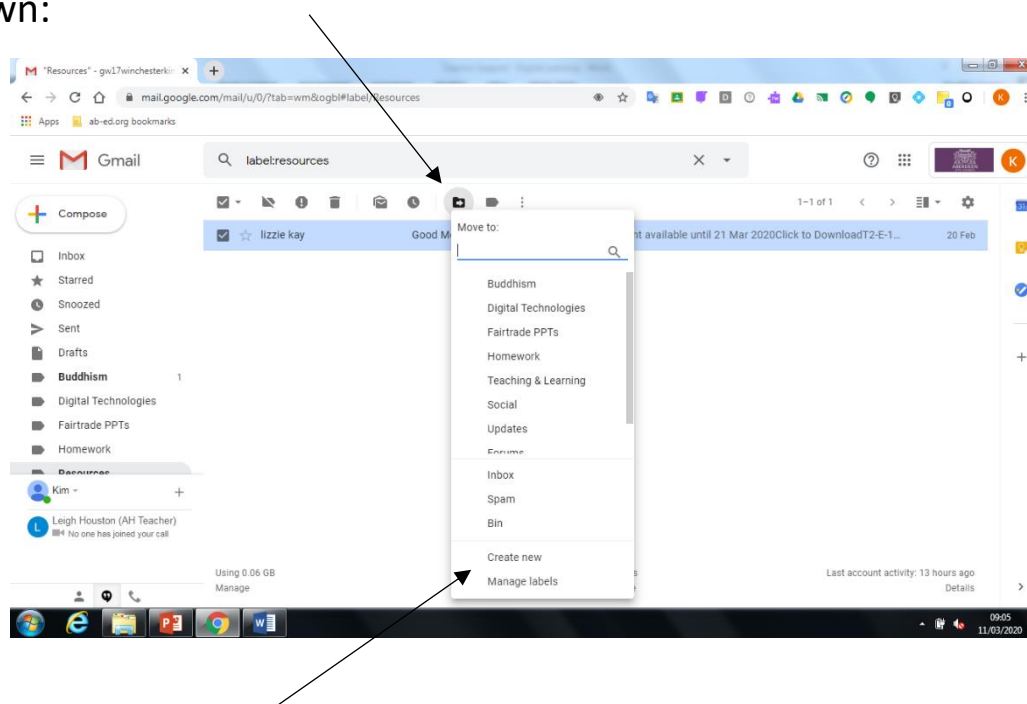 wn:
"Resources" - gw17winchesterkin
mail.google.com/mail/u/0/?tab=wm&ogbl#label/Resources
Apps ab-ed.org bookmarks
Gmail
label:resources
K
Compose
1–1 of 1
lizzie kay Good M nt available until 21 Mar 2020Click to DownloadT2-E-1... 20 Feb
Move to:
Inbox
Starred
Snoozed
Sent
Drafts
Buddhism 1
Digital Technologies
Fairtrade PPTs
Homework
Resources
Kim
Leigh Houston (AH Teacher)
No one has joined your call
Buddhism
Digital Technologies
Fairtrade PPTs
Homework
Teaching & Learning
Social
Updates
Forums
Inbox
Spam
Bin
Create new
Manage labels
Using 0.06 GB
Manage
Last account activity: 13 hours ago
Details
09:05
11/03/2020